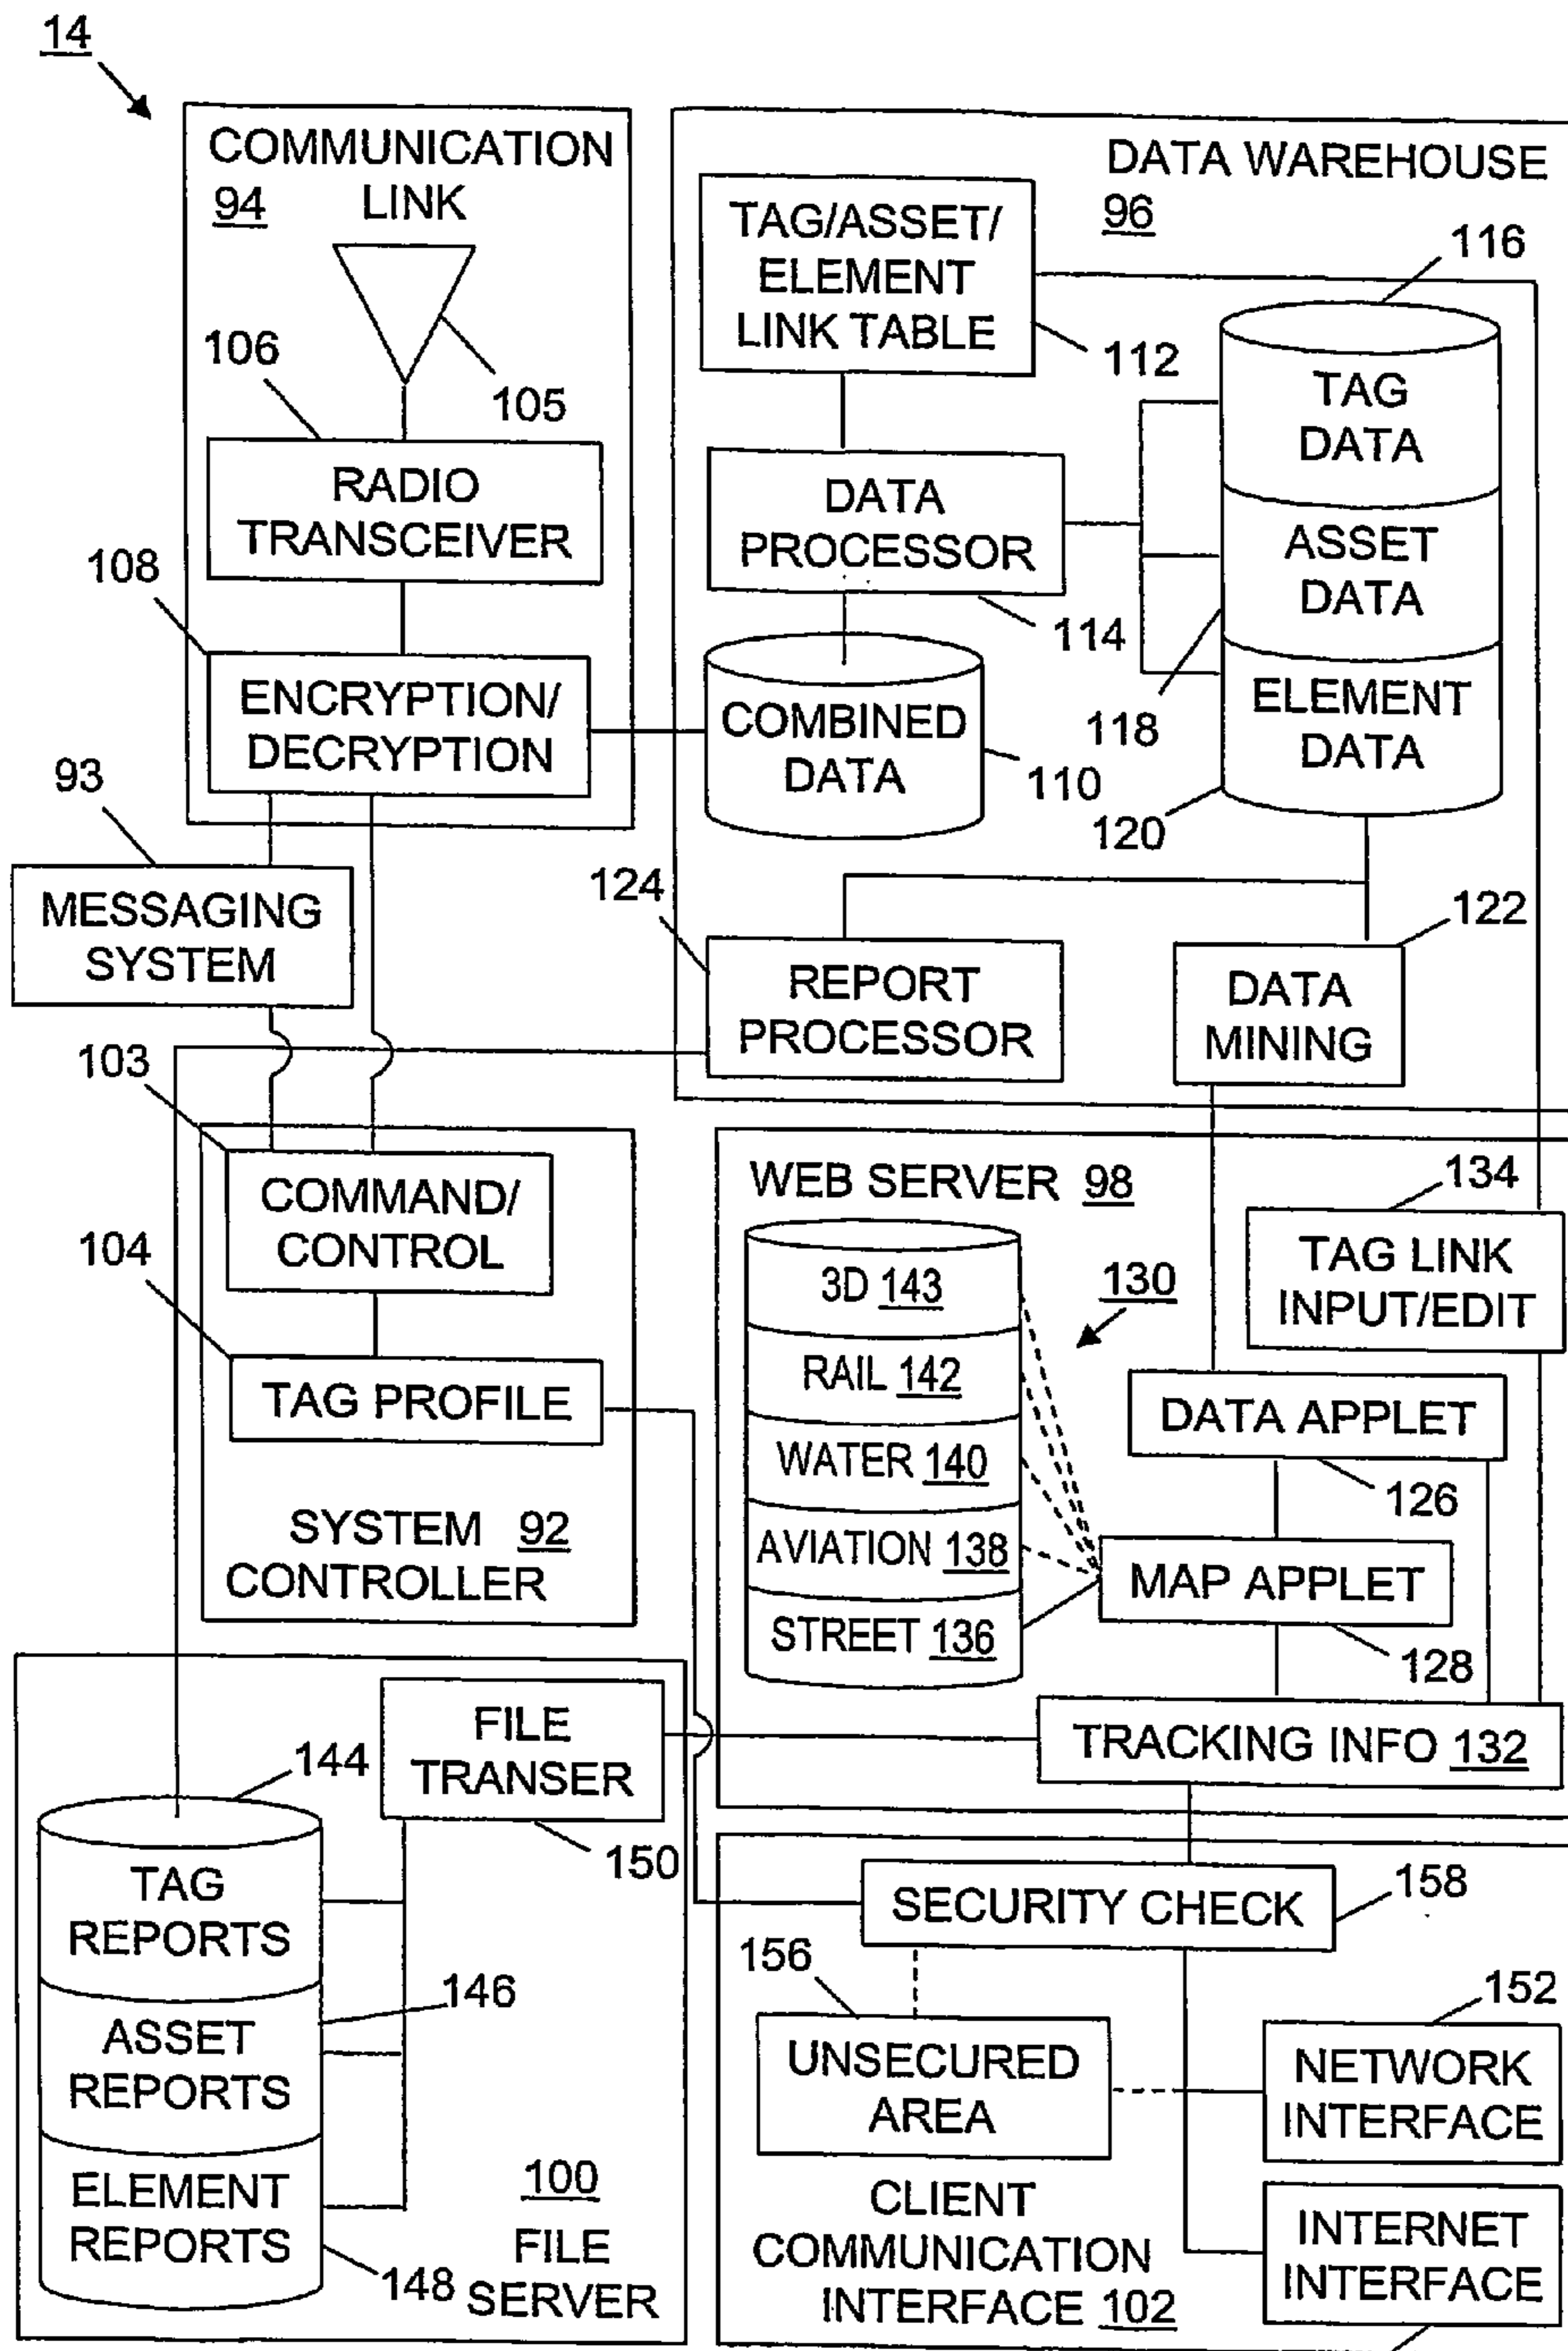 14
COMMUNICATION
94 LINK
105
106
RADIO
TRANSCEIVER
108
ENCRYPTION/
DECRYPTION
93
MESSAGING
SYSTEM
DATA WAREHOUSE
96
TAG/ASSET/
ELEMENT
LINK TABLE
112
116
TAG
DATA
ASSET
DATA
ELEMENT
DATA
118
120
DATA
PROCESSOR
114
COMBINED
DATA
110
124
REPORT
PROCESSOR
122
DATA
MINING
103
COMMAND/
CONTROL
104
TAG PROFILE
SYSTEM 92
CONTROLLER
WEB SERVER 98
130
3D 143
RAIL 142
WATER 140
AVIATION 138
STREET 136
134
TAG LINK
INPUT/EDIT
DATA APPLET
126
MAP APPLET
128
TRACKING INFO 132
FILE
TRANSER
150
144
TAG
REPORTS
146
ASSET
REPORTS
ELEMENT
REPORTS
148
100
FILE
SERVER
SECURITY CHECK
158
156
UNSECURED
AREA
152
NETWORK
INTERFACE
INTERNET
INTERFACE
CLIENT
COMMUNICATION
INTERFACE 102